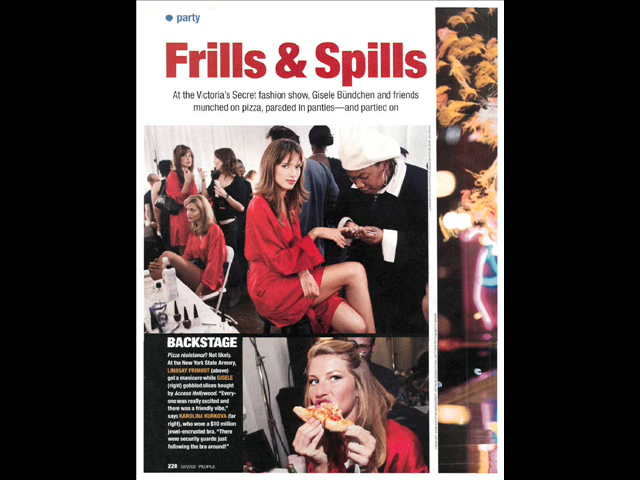 party
Frills & Spills
At the Victoria's Secret fashion show, Gisele Bündchen and friends
munched on pizza, paraded in panties—and partied on
BACKSTAGE
Pizza résistance? Not likely.
At the New York State Armory,
LINDSAY FRIMODT (above)
got a manicure while GISELE
(right) gobbled slices bought
by Access Hollywood. "Every-
one was really excited and
there was a friendly vibe,"
says KAROLINA KURKOVA (far
right), who wore a $10 million
jewel-encrusted bra. "There
were security guards just
following the bra around!"
220 12/2/02 PEOPLE